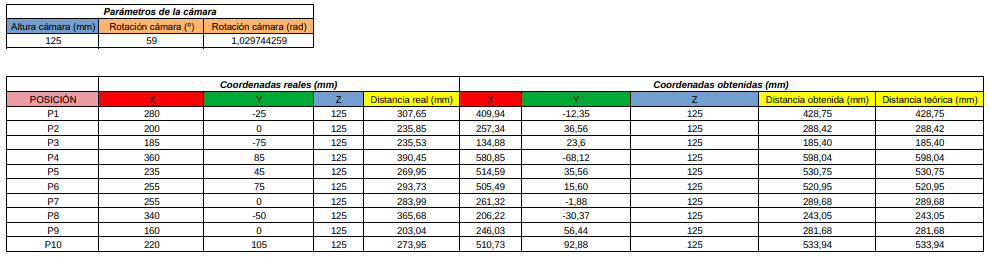 Parámetros de la cámara
Altura cámara (mm) Rotación cámara (º) Rotación cámara (rad)
125 59 1,029744259
Coordenadas reales (mm) Coordenadas obtenidas (mm)
POSICIÓN X Y Z Distancia real (mm) X Y Z Distancia obtenida (mm) Distancia teórica (mm)
P1 280 -25 125 307,65 409,94 -12,35 125 428,75 428,75
P2 200 0 125 235,85 257,34 36,56 125 288,42 288,42
P3 185 -75 125 235,53 134,88 23,6 125 185,40 185,40
P4 360 85 125 390,45 580,85 -68,12 125 598,04 598,04
P5 235 45 125 269,95 514,59 35,56 125 530,75 530,75
P6 255 75 125 293,73 505,49 15,60 125 520,95 520,95
P7 255 0 125 283,99 261,32 -1,88 125 289,68 289,68
P8 340 -50 125 365,68 206,22 -30,37 125 243,05 243,05
P9 160 0 125 203,04 246,03 56,44 125 281,68 281,68
P10 220 105 125 273,95 510,73 92,88 125 533,94 533,94